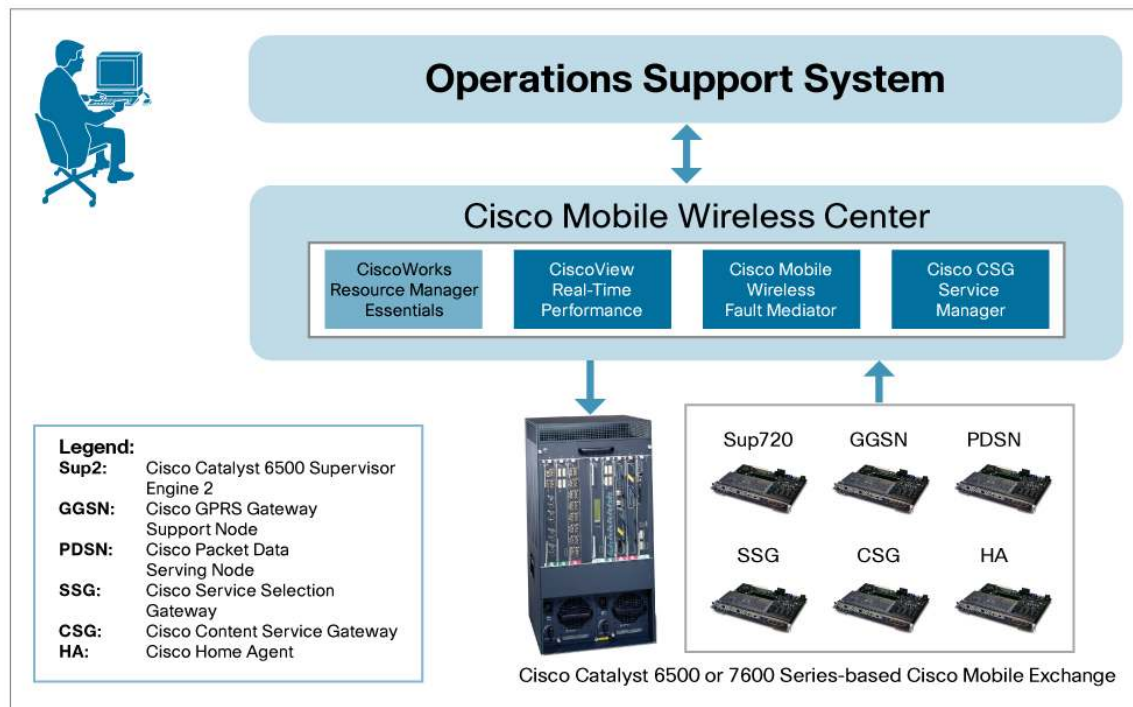 Operations Support System
Cisco Mobile Wireless Center
CiscoWorks
Resource Manager
Essentials
CiscoView
Real-Time
Performance
Cisco Mobile
Wireless
Fault Mediator
Cisco CSG
Service
Manager
Legend:
Sup2: Cisco Catalyst 6500 Supervisor
Engine 2
GGSN: Cisco GPRS Gateway
Support Node
PDSN: Cisco Packet Data
Serving Node
SSG: Cisco Service Selection
Gateway
CSG: Cisco Content Service Gateway
HA: Cisco Home Agent
Sup720 GGSN PDSN
SSG CSG HA
Cisco Catalyst 6500 or 7600 Series-based Cisco Mobile Exchange